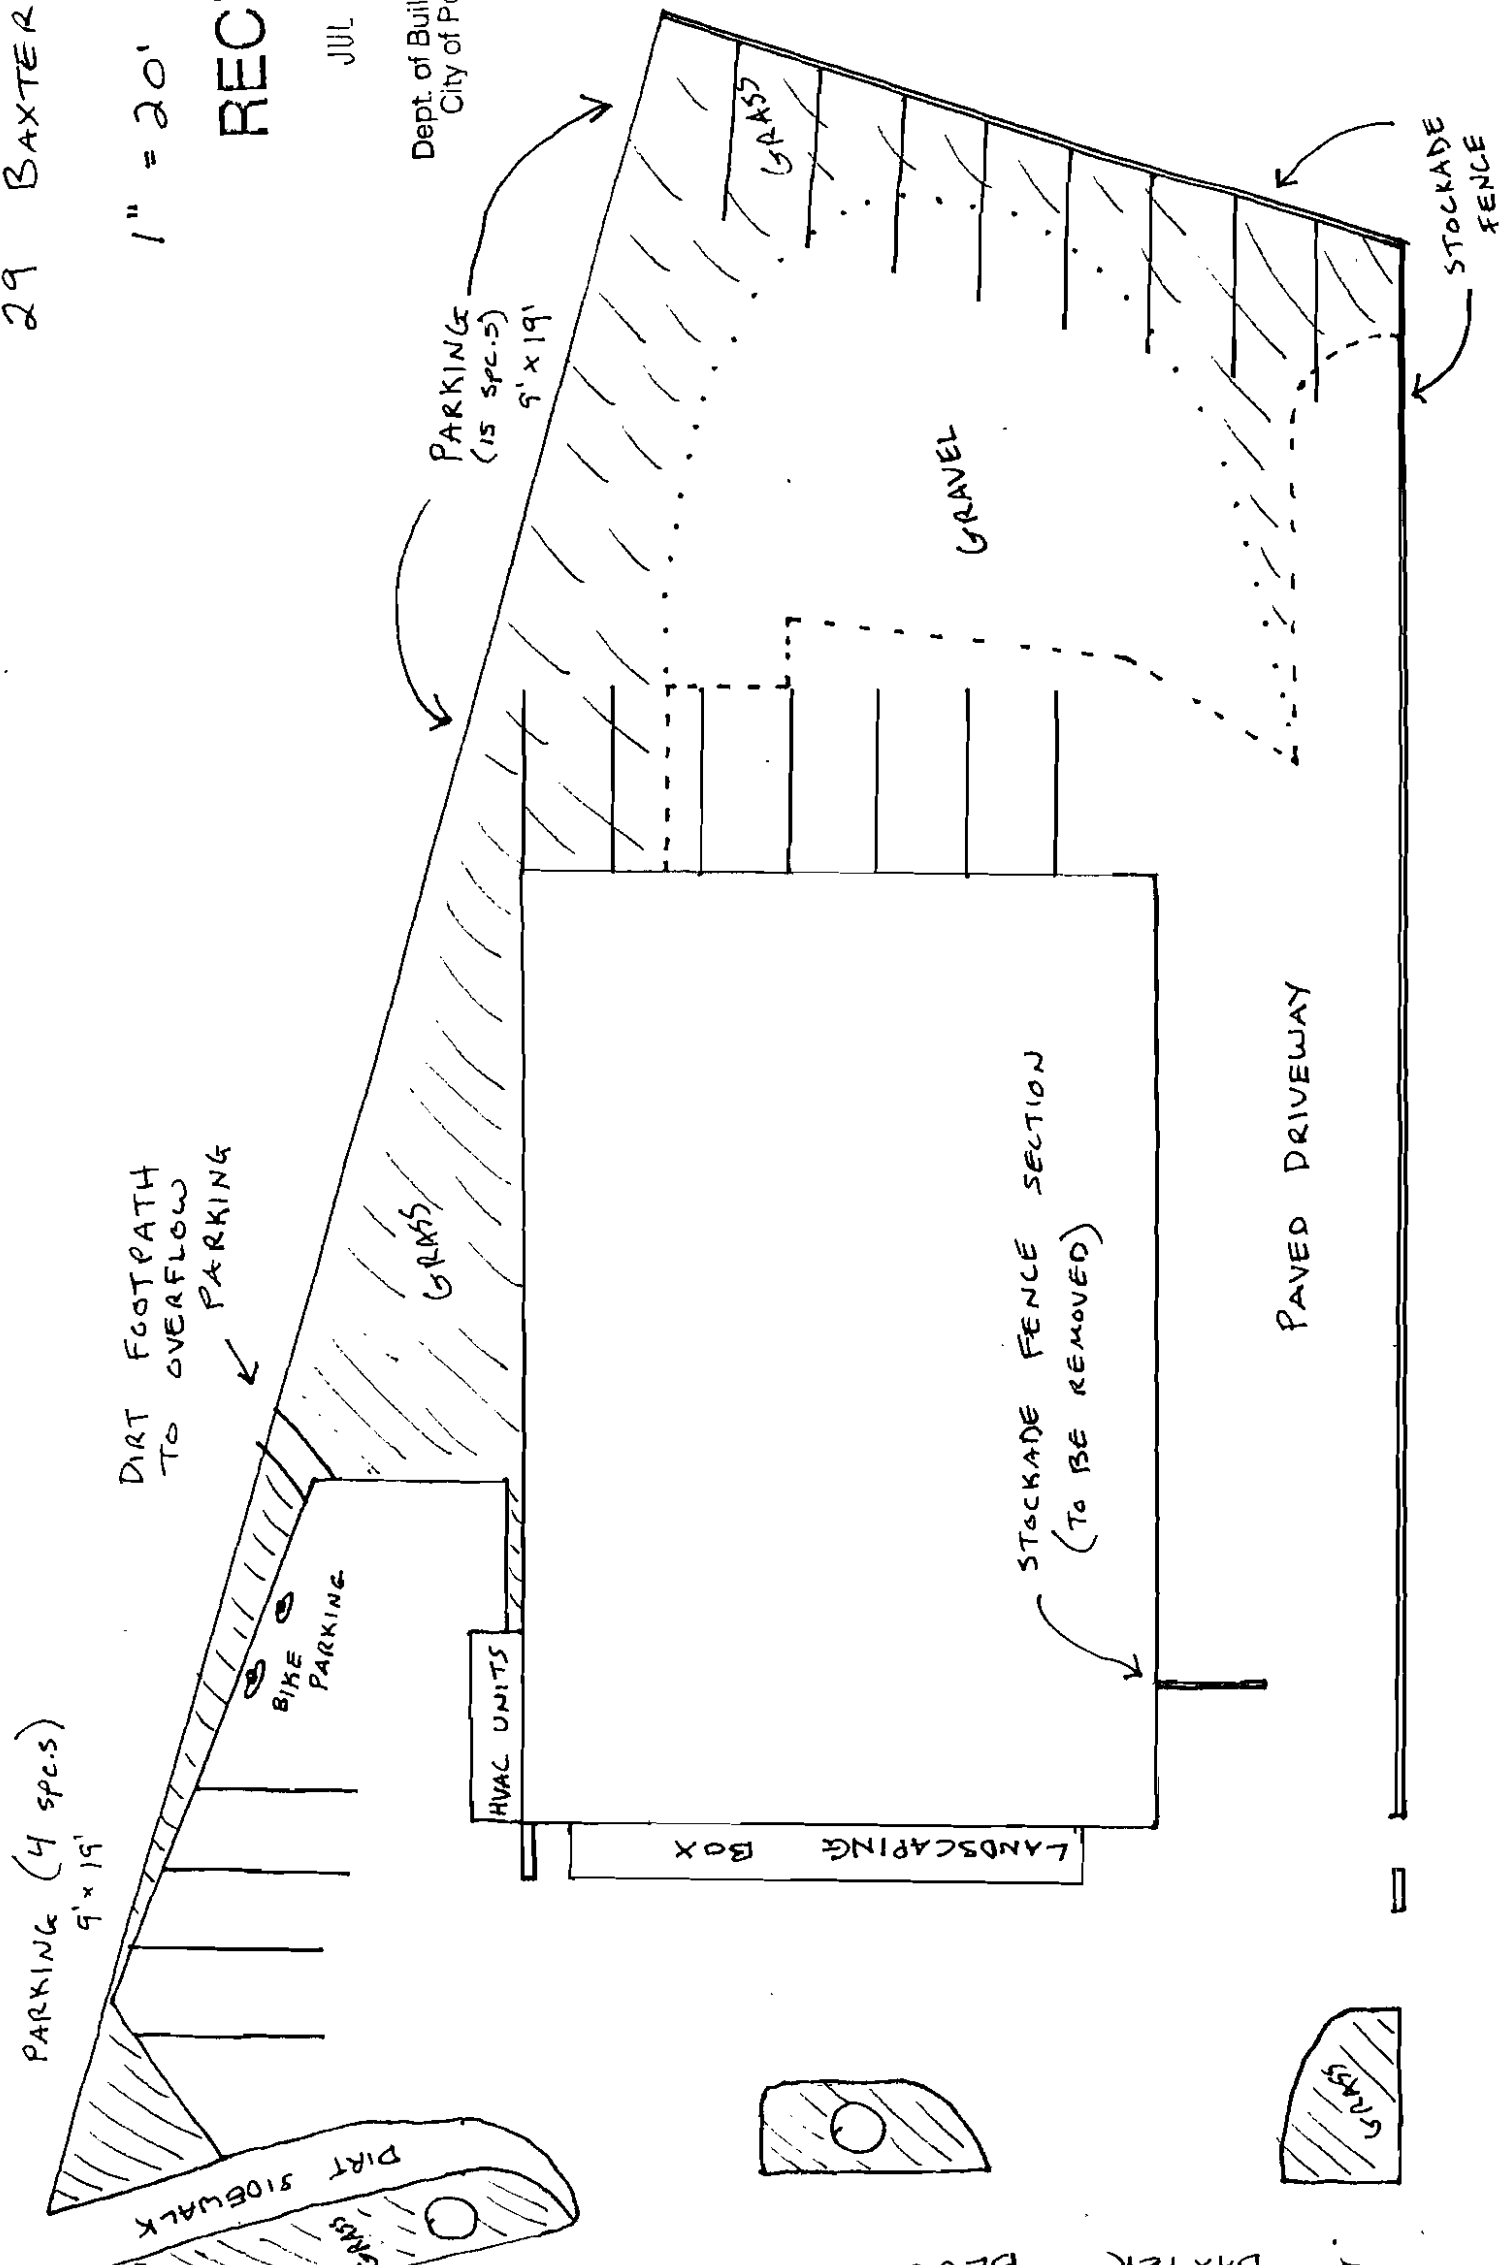 29 BAXTER
1" = 20'
JUL
Dept. of
City of
PARKING
(15 SPC.S)
9' x 19'
GRASS
STOCKADE
FENCE
GRAVEL
DIRT FOOTPATH
TO OVERFLOW
PARKING
GRASS
STOCKADE FENCE SECTION
(TO BE REMOVED)
PAVED DRIVEWAY
PARKING (4 SPC.S)
9' x 19'
BIKE
PARKING
HVAC UNITS
LANDSCAPING BOX
DIRT SIDEWALK
GRASS
GRASS